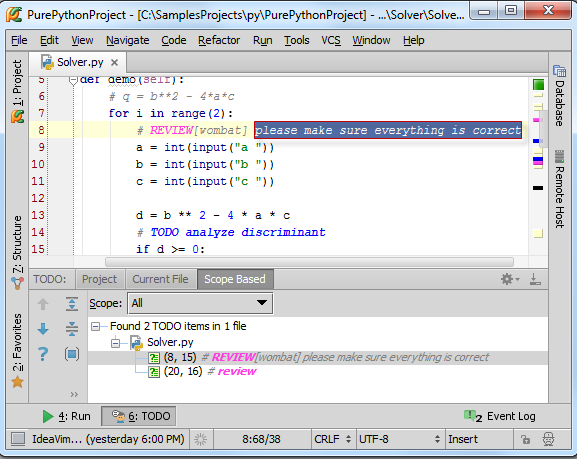 PurePythonProject - [C:\SamplesProjects\py\PurePythonProject] - ...\Solver\Solve...
File Edit View Navigate Code Refactor Run Tools VCS Window Help
Solver.py
1: Project
7: Structure
2: Favorites
5 def demo(self):
6 # q = b**2 - 4*a*c
7 for i in range(2):
8 # REVIEW[wombat] please make sure everything is correct
9 a = int(input("a "))
10 b = int(input("b "))
11 c = int(input("c "))
12
13 d = b ** 2 - 4 * a * c
14 # TODO analyze discriminant
15 if d >= 0:
Database
Remote Host
TODO: Project Current File Scope Based
Scope: All
Found 2 TODO items in 1 file
Solver.py
(8, 15) # REVIEW[wombat] please make sure everything is correct
(20, 16) # review
4: Run 6: TODO 2 Event Log
IdeaVim... (yesterday 6:00 PM) 8:68/38 CRLF UTF-8 Insert